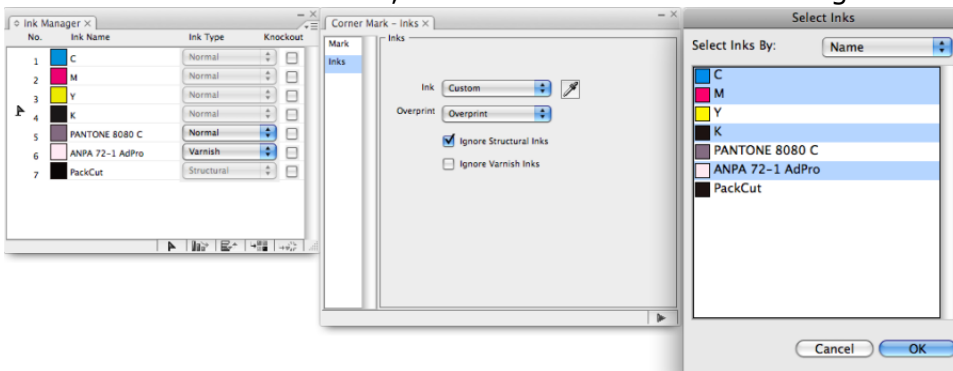 Ink Manager ×
No. Ink Name Ink Type Knockout
1 C Normal
2 M Normal
3 Y Normal
4 K Normal
5 PANTONE 8080 C Normal
6 ANPA 72-1 AdPro Varnish
7 PackCut Structural
Corner Mark - Inks ×
Mark
Inks
Inks
Ink Custom
Overprint Overprint
Ignore Structural Inks
Ignore Varnish Inks
Select Inks
Select Inks By: Name
C
M
Y
K
PANTONE 8080 C
ANPA 72-1 AdPro
PackCut
Cancel OK